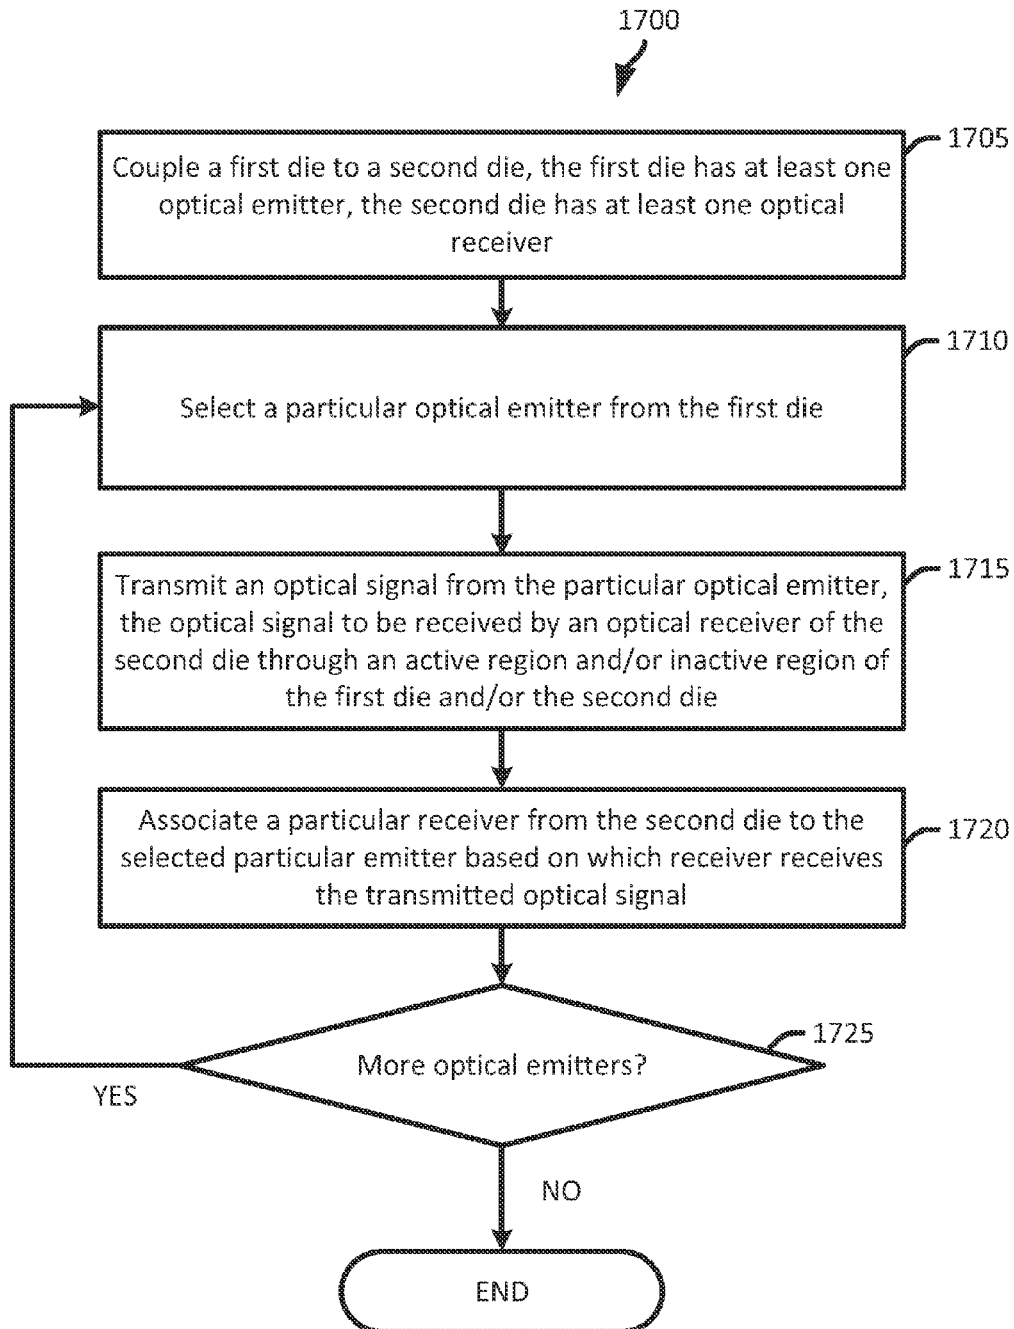 1700
1705
Couple a first die to a second die, the first die has at least one
optical emitter, the second die has at least one optical
receiver
1710
Select a particular optical emitter from the first die
1715
Transmit an optical signal from the particular optical emitter,
the optical signal to be received by an optical receiver of the
second die through an active region and/or inactive region of
the first die and/or the second die
1720
Associate a particular receiver from the second die to the
selected particular emitter based on which receiver receives
the transmitted optical signal
1725
More optical emitters?
YES
NO
END